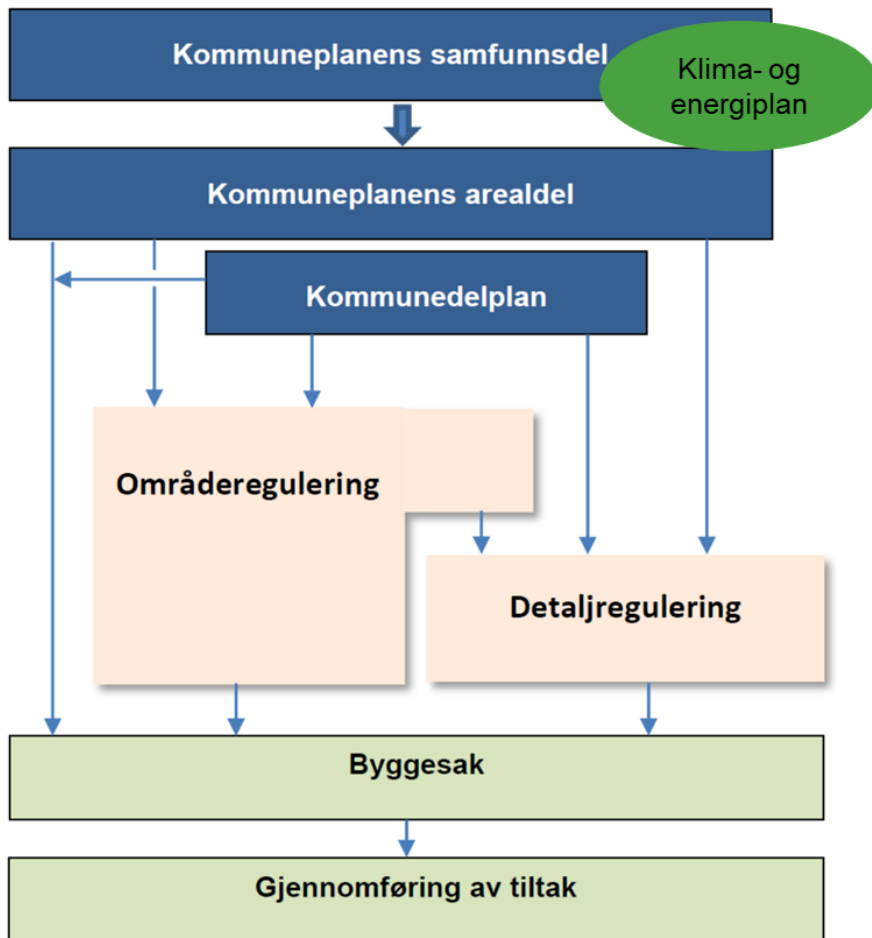 Kommuneplanens samfunnsdel
Klima- og
energiplan
Kommuneplanens arealdel
Kommunedelplan
Områderegulering
Detaljregulering
Byggesak
Gjennomføring av tiltak